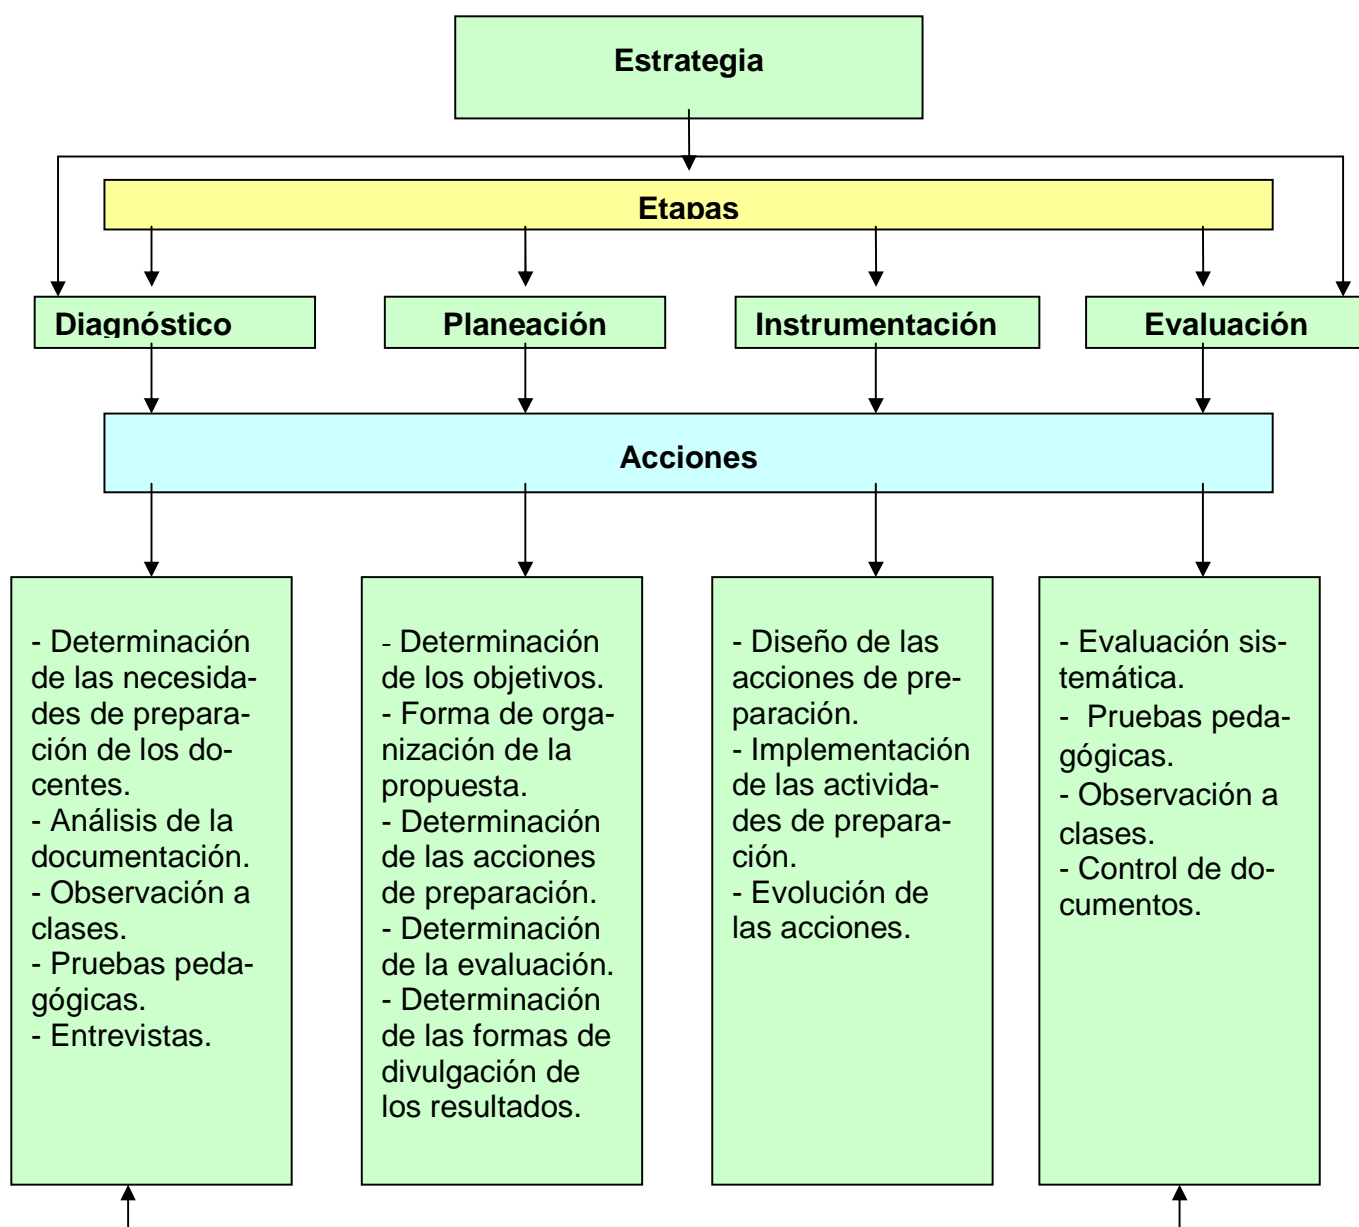 Estrategia
Etapas
Diagnóstico
Planeación
Instrumentación
Evaluación
Acciones
- Determinación
de las necesida-
des de prepara-
ción de los do-
centes.
- Análisis de la
documentación.
- Observación a
clases.
- Pruebas peda-
gógicas.
- Entrevistas.
- Determinación
de los objetivos.
- Forma de orga-
nización de la
propuesta.
- Determinación
de las acciones
de preparación.
- Determinación
de la evaluación.
- Determinación
de las formas de
divulgación de
los resultados.
- Diseño de las
acciones de pre-
paración.
- Implementación
de las activida-
des de prepara-
ción.
- Evolución de
las acciones.
- Evaluación sis-
temática.
- Pruebas peda-
gógicas.
- Observación a
clases.
- Control de do-
cumentos.